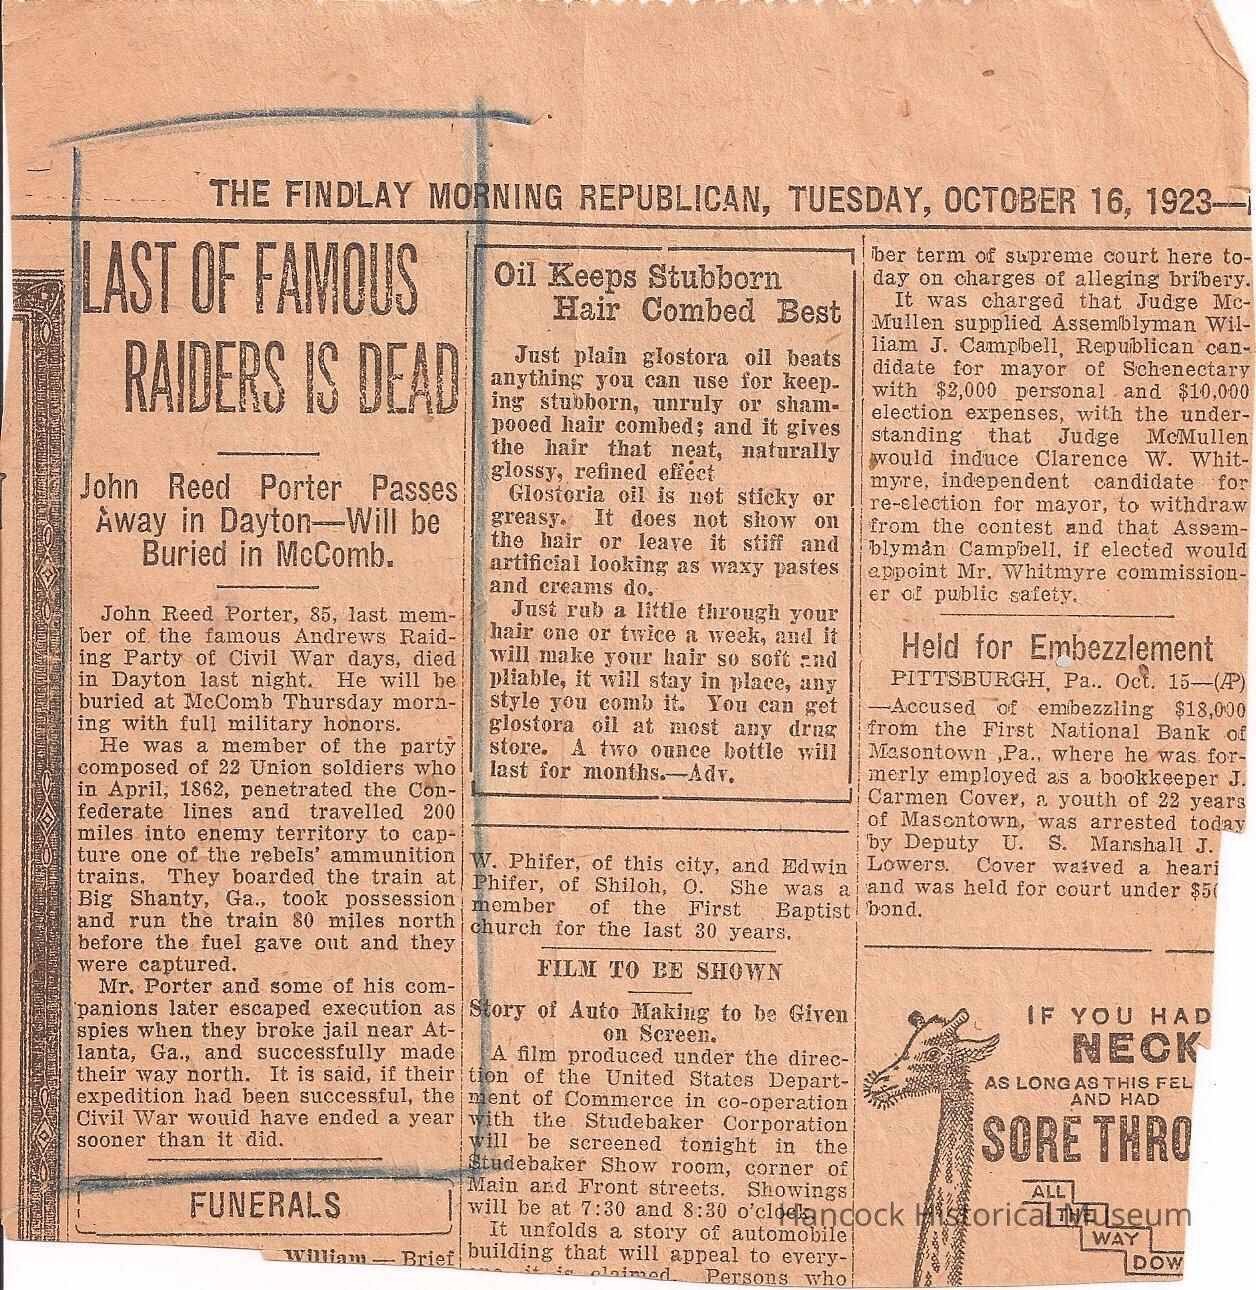 THE FINDLAY MORNING REPUBLICAN, TUESDAY, OCTOBER 16, 1923—
LAST OF FAMOUS
RAIDERS IS DEAD
John Reed Porter Passes
Away in Dayton—Will be
Buried in McComb.
John Reed Porter, 85, last mem-
ber of the famous Andrews Raid-
ing Party of Civil War days, died
in Dayton last night. He will be
buried at McComb Thursday morn-
ing with full military honors.
He was a member of the party
composed of 22 Union soldiers who
in April, 1862, penetrated the Con-
federate lines and travelled 200
miles into enemy territory to cap-
ture one of the rebels' ammunition
trains. They boarded the train at
Big Shanty, Ga., took possession
and run the train 80 miles north
before the fuel gave out and they
were captured.
Mr. Porter and some of his com-
panions later escaped execution as
spies when they broke jail near At-
lanta, Ga., and successfully made
their way north. It is said, if their
expedition had been successful, the
Civil War would have ended a year
sooner than it did.
FUNERALS
William — Brief
Oil Keeps Stubborn
Hair Combed Best
Just plain glostora oil beats
anything you can use for keep-
ing stubborn, unruly or sham-
pooed hair combed; and it gives
the hair that neat, naturally
glossy, refined effect
Glostoria oil is not sticky or
greasy. It does not show on
the hair or leave it stiff and
artificial looking as waxy pastes
and creams do.
Just rub a little through your
hair one or twice a week, and it
will make your hair so soft and
pliable, it will stay in place, any
style you comb it. You can get
glostora oil at most any drug
store. A two ounce bottle will
last for months.—Adv.
W. Phifer, of this city, and Edwin
Phifer, of Shiloh, O. She was a
member of the First Baptist
church for the last 30 years.
FILM TO BE SHOWN
Story of Auto Making to be Given
on Screen.
A film produced under the direc-
tion of the United States Depart-
ment of Commerce in co-operation
with the Studebaker Corporation
will be screened tonight in the
Studebaker Show room, corner of
Main and Front streets. Showings
will be at 7:30 and 8:30 o'clock.
It unfolds a story of automobile
building that will appeal to every-
it is claimed. Persons who
ber term of supreme court here to-
day on charges of alleging bribery.
It was charged that Judge Mc-
Mullen supplied Assemblyman Wil-
liam J. Campbell, Republican can-
didate for mayor of Schenectary
with $2,000 personal and $10,000
election expenses, with the under-
standing that Judge McMullen
would induce Clarence W. Whit-
myre, independent candidate for
re-election for mayor, to withdraw
from the contest and that Assem-
blyman Campbell, if elected would
appoint Mr. Whitmyre commission-
er of public safety.
Held for Embezzlement
PITTSBURGH, Pa., Oct. 15—(AP)
—Accused of embezzling $18,000
from the First National Bank of
Masontown ,Pa., where he was for-
merly employed as a bookkeeper J.
Carmen Cover, a youth of 22 years
of Masontown, was arrested today
by Deputy U. S. Marshall J.
Lowers. Cover waived a heari
and was held for court under $50
bond.
IF YOU HAD
NECK
AS LONG AS THIS FEL
AND HAD
SORE THRO
ALL
THE
WAY
DOW
Hancock Historical Museum